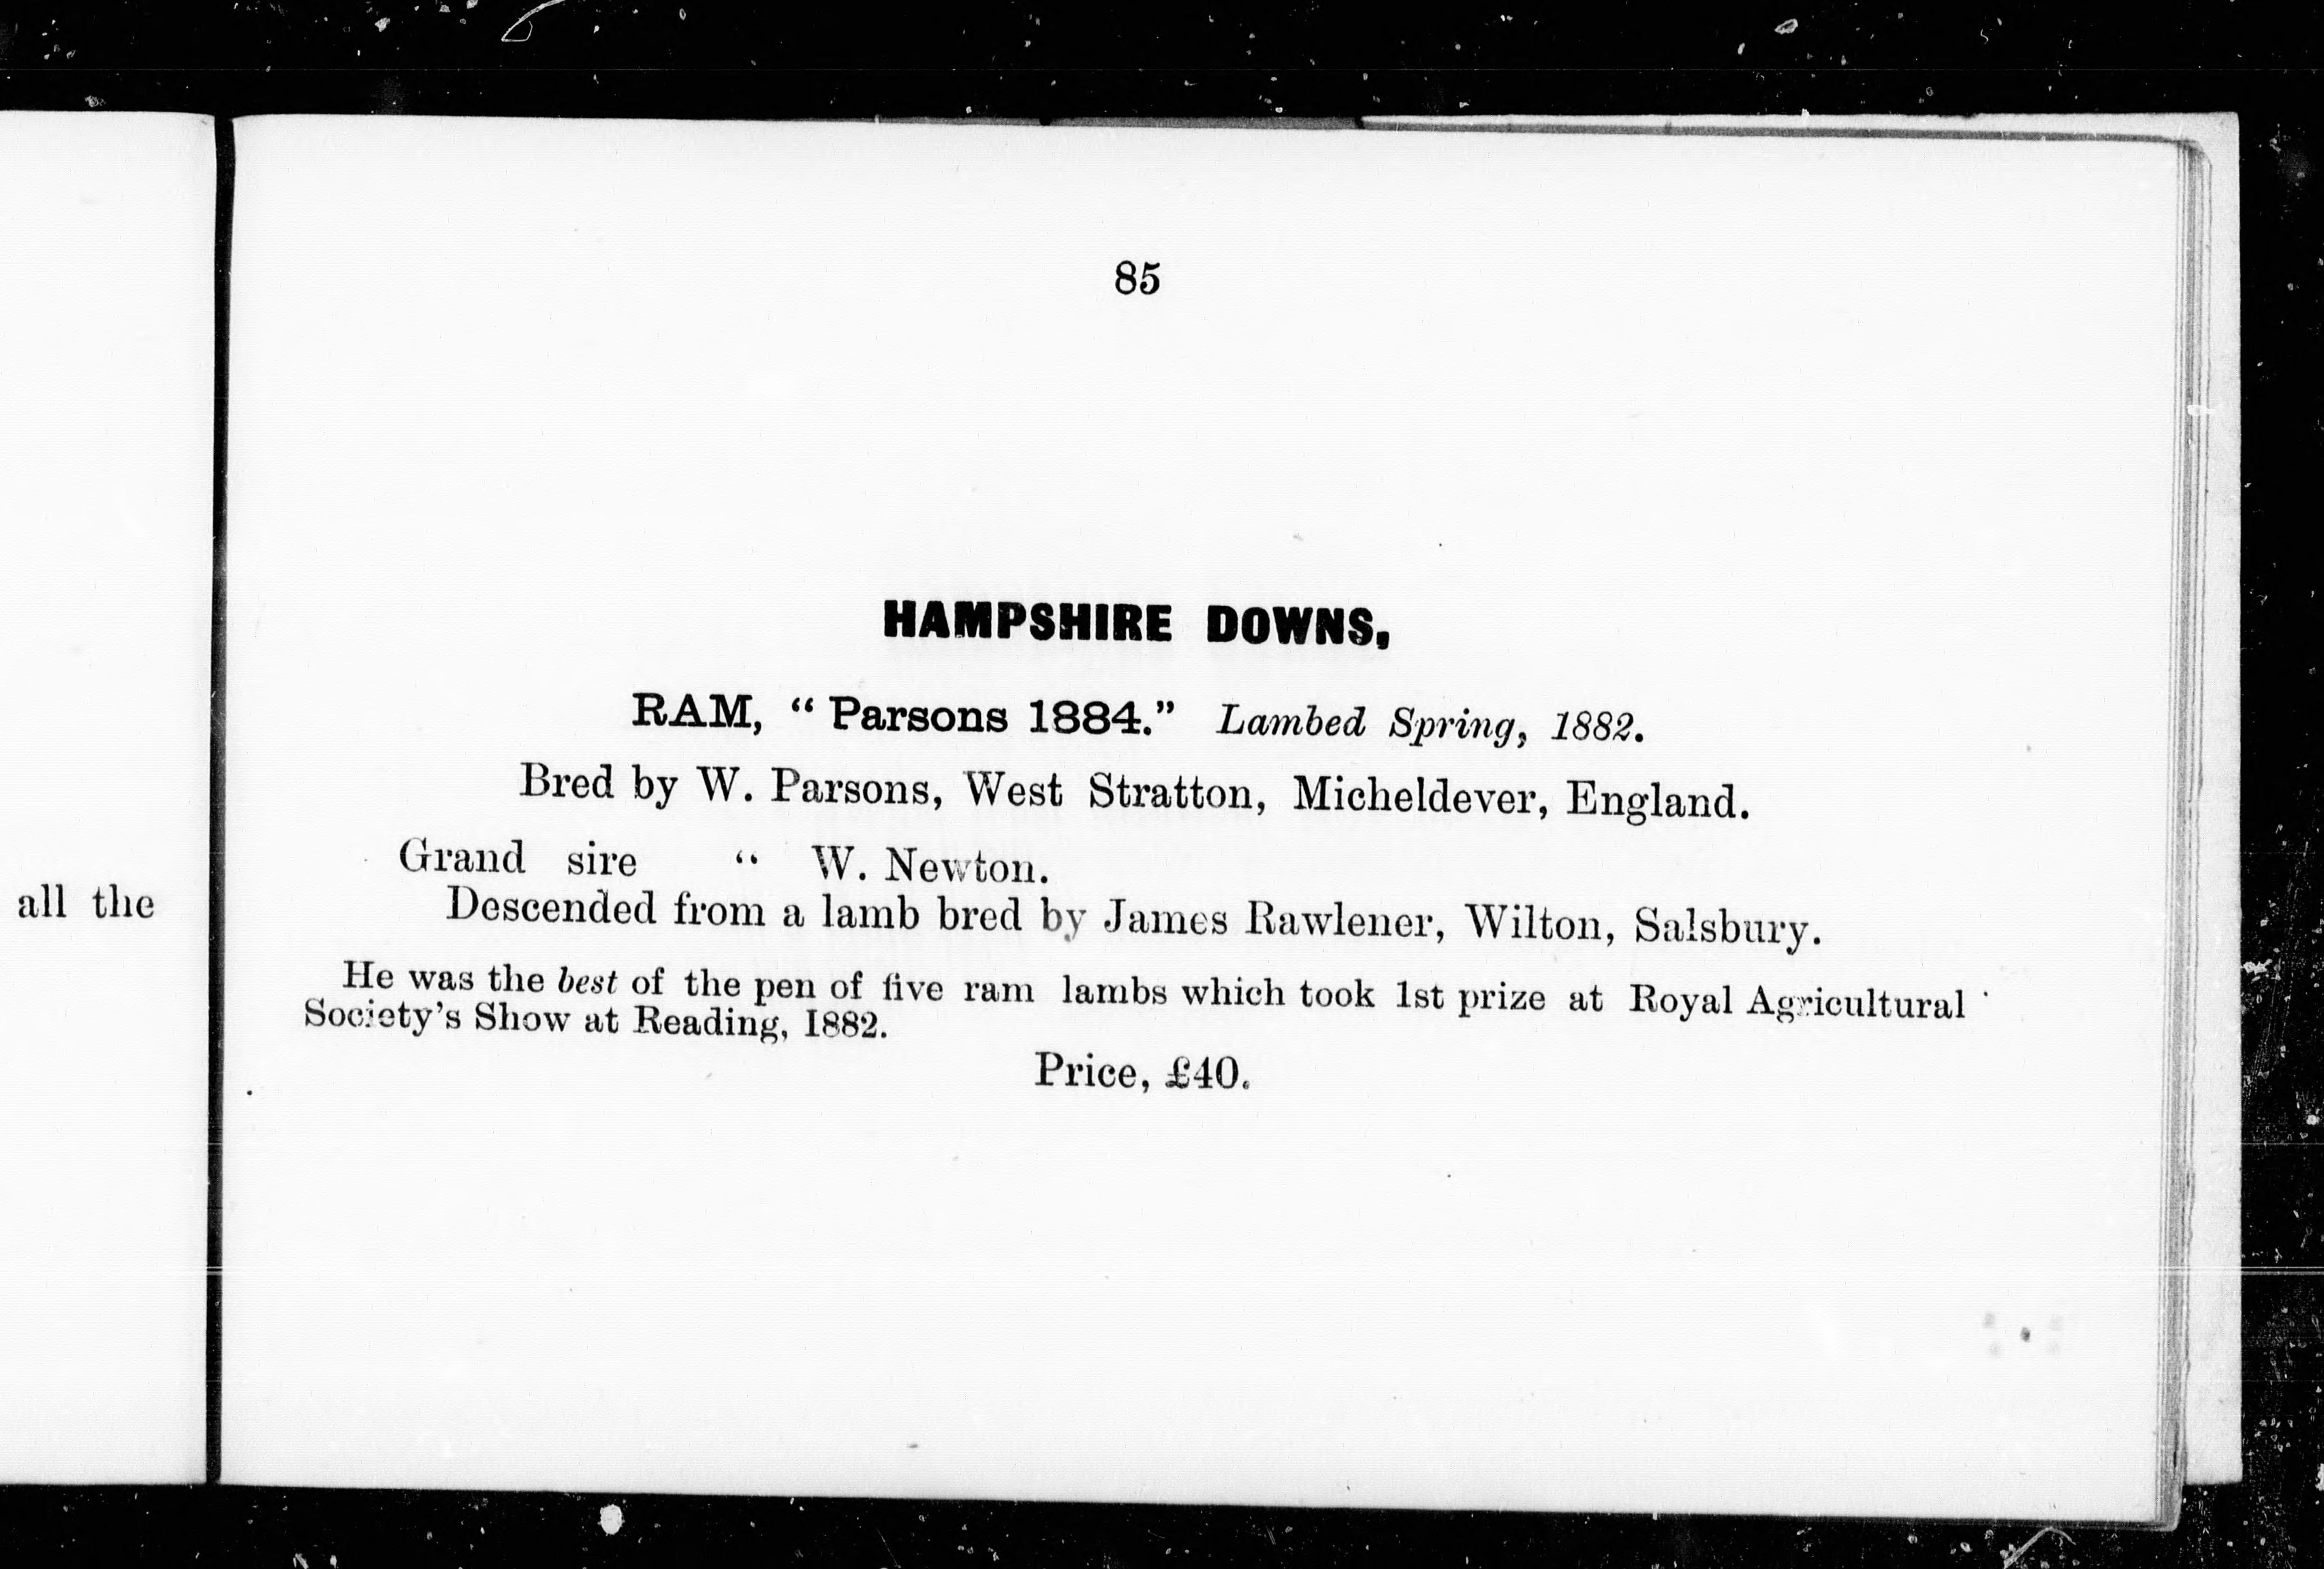 all the
85
HAMPSHIRE DOWNS,
RAM, “ Parsons 1884.” Lambed Spring, 1882.
Bred by W. Parsons, West Stratton, Micheldever, England.
Grand sire “ W. Newton.
Descended from a lamb bred by James Rawlener, Wilton, Salsbury.
He was the best of the pen of five ram lambs which took 1st prize at Royal Agricultural
Society’s Show at Reading, 1882.
Price, £40.